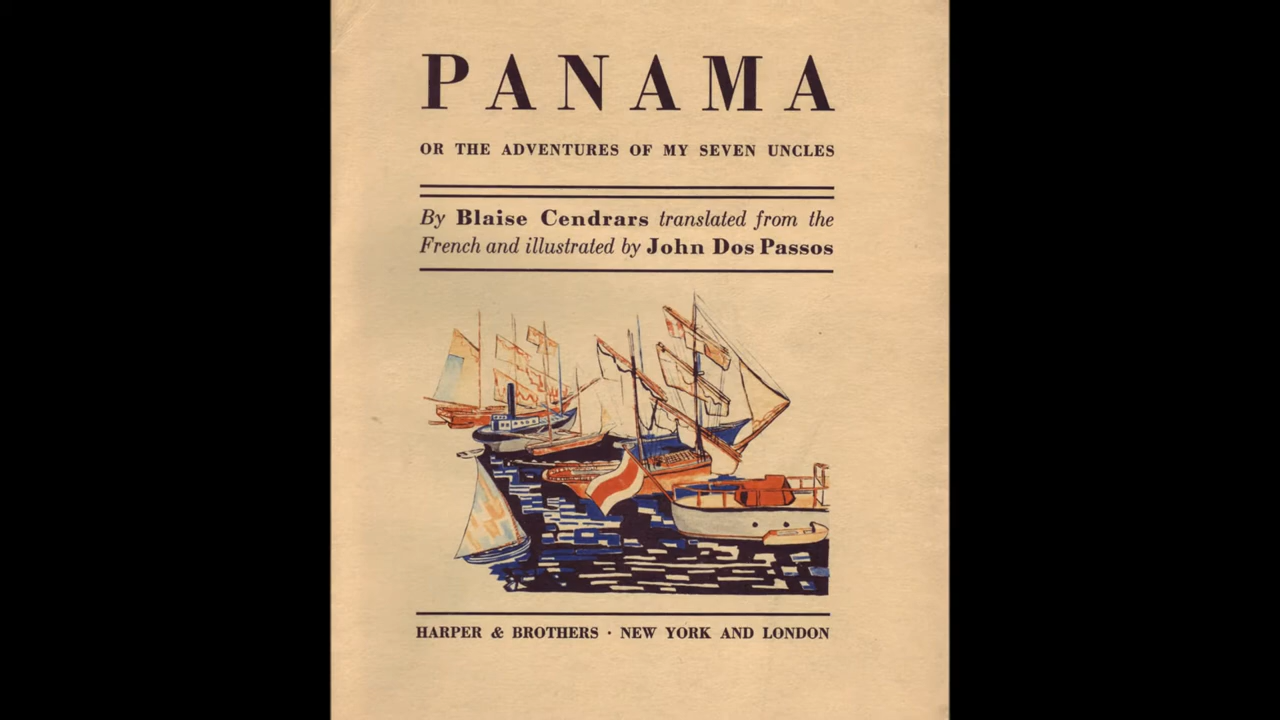 PANAMA
OR THE ADVENTURES OF MY SEVEN UNCLES
By Blaise Cendrars translated from the
French and illustrated by John Dos Passos
HARPER & BROTHERS · NEW YORK AND LONDON